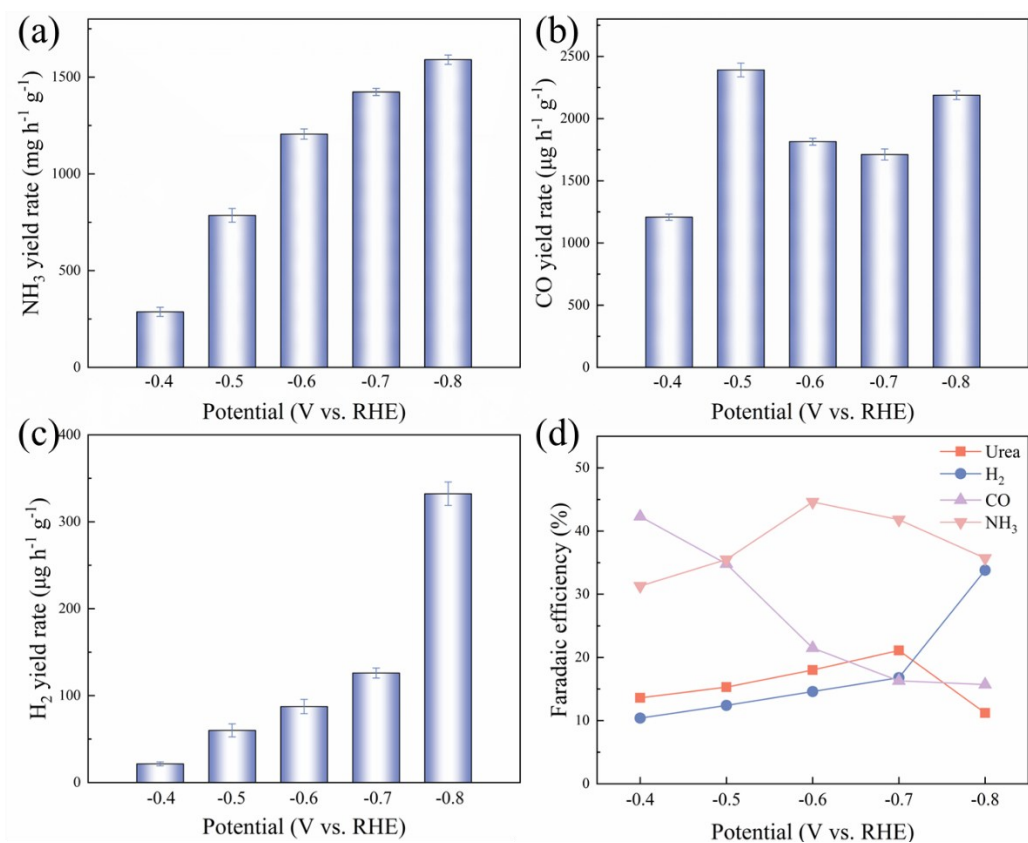 (a)
NH₃ yield rate (mg h⁻¹ g⁻¹)
1500
1000
500
0
-0.4 -0.5 -0.6 -0.7 -0.8
Potential (V vs. RHE)
(b)
CO yield rate (μg h⁻¹ g⁻¹)
2500
2000
1500
1000
500
0
-0.4 -0.5 -0.6 -0.7 -0.8
Potential (V vs. RHE)
(c)
H₂ yield rate (μg h⁻¹ g⁻¹)
400
300
200
100
0
-0.4 -0.5 -0.6 -0.7 -0.8
Potential (V vs. RHE)
(d)
Faradaic efficiency (%)
50
40
30
20
10
0
Urea
H₂
CO
NH₃
-0.4 -0.5 -0.6 -0.7 -0.8
Potential (V vs. RHE)